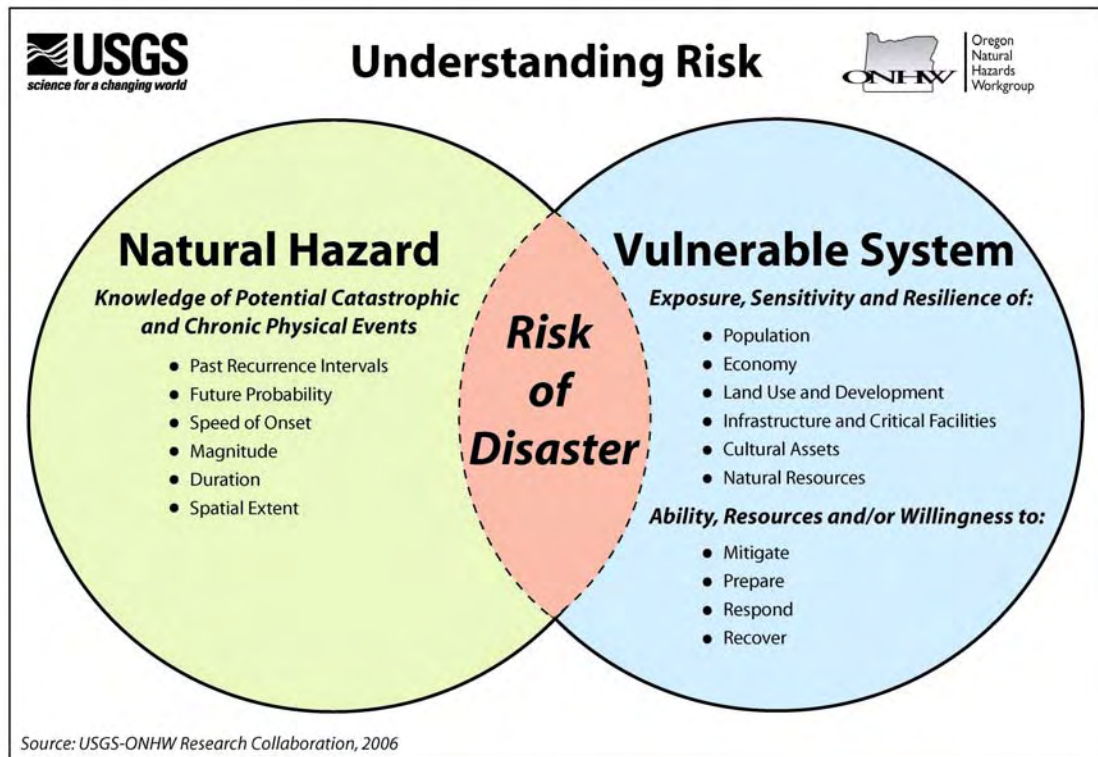 USGS
science for a changing world
Understanding Risk
ONHW
Oregon
Natural
Hazards
Workgroup
Natural Hazard
Knowledge of Potential Catastrophic
and Chronic Physical Events
● Past Recurrence Intervals
● Future Probability
● Speed of Onset
● Magnitude
● Duration
● Spatial Extent
Risk
of
Disaster
Vulnerable System
Exposure, Sensitivity and Resilience of:
● Population
● Economy
● Land Use and Development
● Infrastructure and Critical Facilities
● Cultural Assets
● Natural Resources
Ability, Resources and/or Willingness to:
● Mitigate
● Prepare
● Respond
● Recover
Source: USGS-ONHW Research Collaboration, 2006